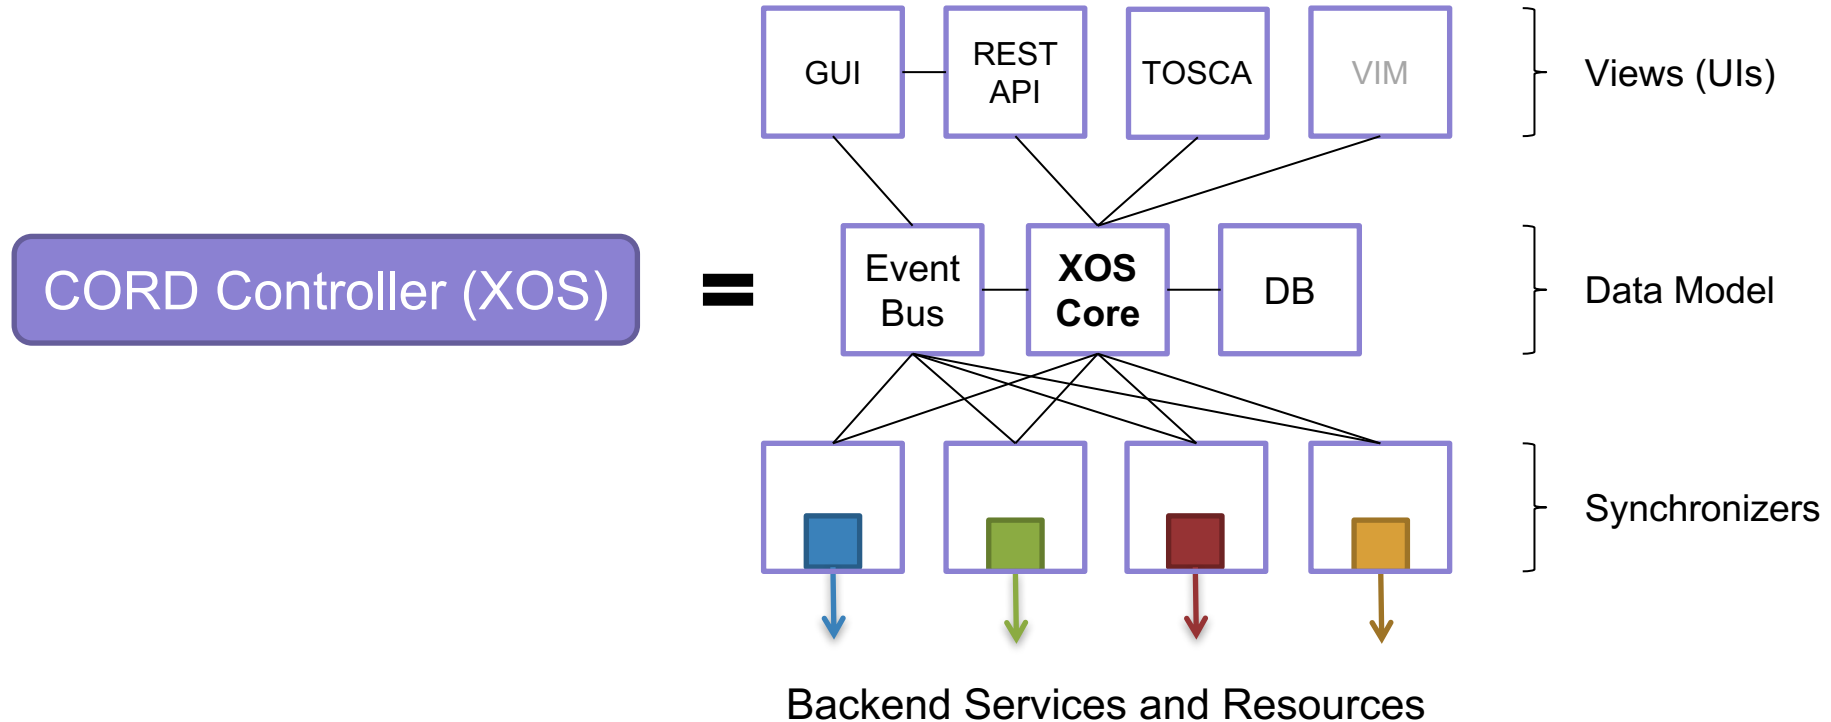 GUI
REST
API
TOSCA
VIM
Views (UIs)
CORD Controller (XOS)
=
Event
Bus
XOS
Core
DB
Data Model
Synchronizers
Backend Services and Resources